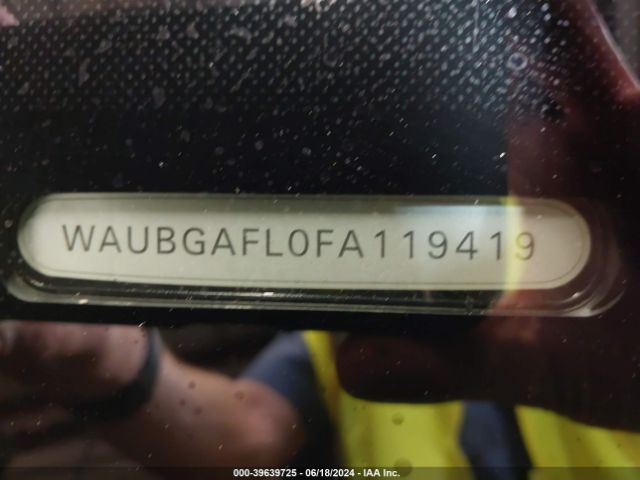 WAUBGAFL0FA119419
000-39639725 - 06/18/2024 - IAA Inc.